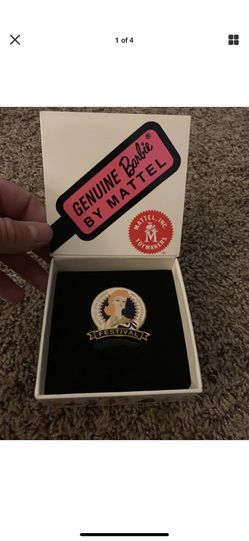 1 of 4
GENUINE Barbie®
BY MATTEL
MATTEL, INC.
M
TOYMAKERS
FESTIVAL